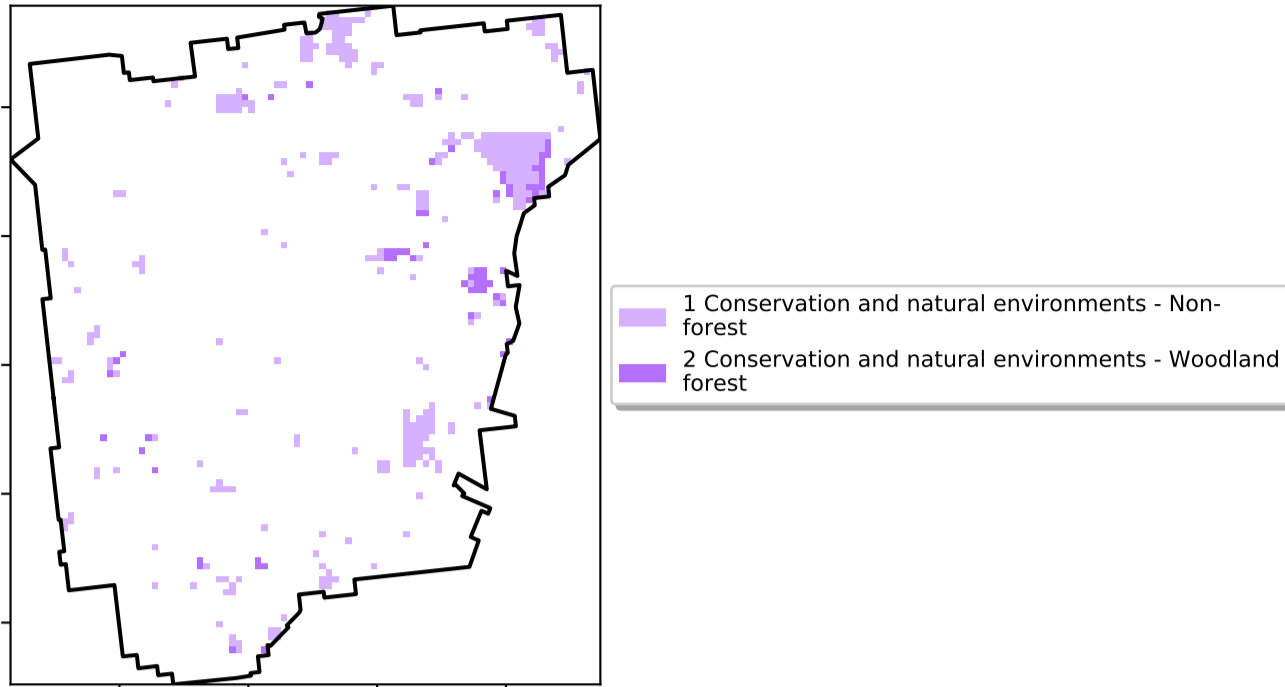 1 Conservation and natural environments - Non-
forest
2 Conservation and natural environments - Woodland
forest